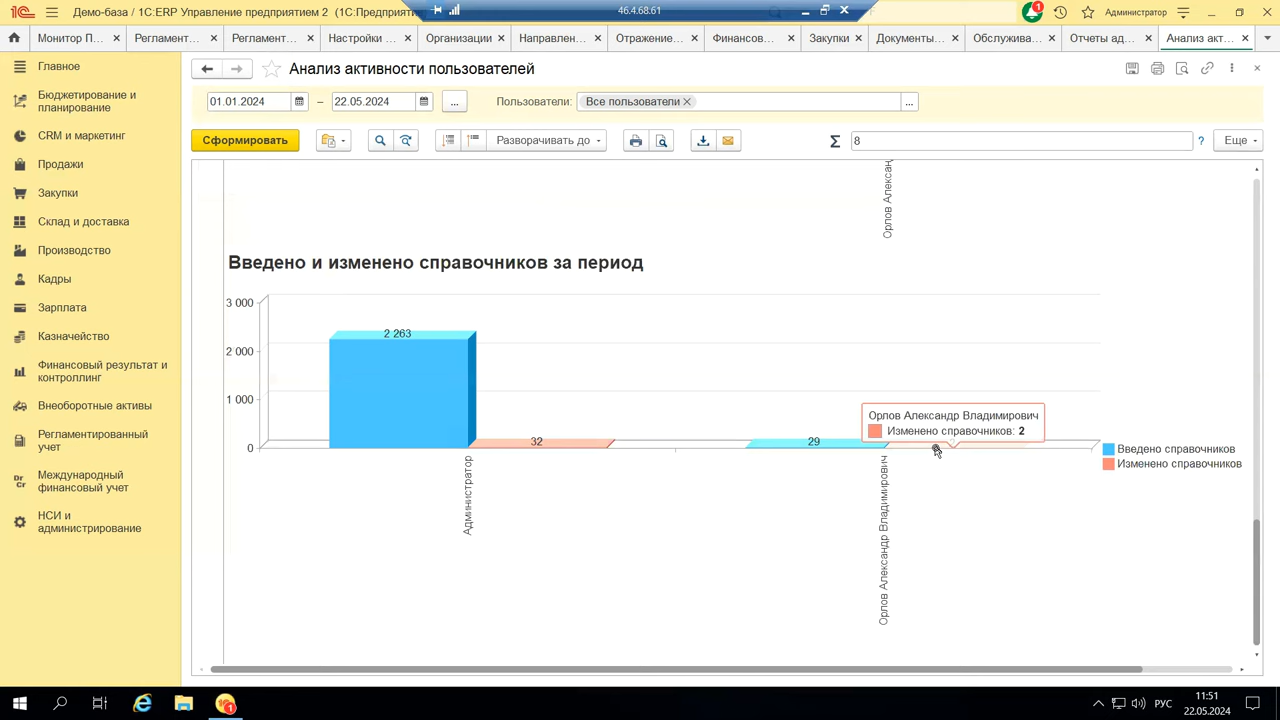 Демо-база / 1С:ERP Управление предприятием 2 (1С:Предприяти
46.4.68.61
1
Администратор
Монитор П...
Регламент...
Регламент...
Настройки ...
Организации
Направлен...
Отражение...
Финансов...
Закупки
Документы...
Обслужива...
Отчеты ад...
Анализ акт...
Главное
Бюджетирование и
планирование
CRM и маркетинг
Продажи
Закупки
Склад и доставка
Производство
Кадры
Зарплата
Казначейство
Финансовый результат и
контроллинг
Внеоборотные активы
Регламентированный
учет
Международный
финансовый учет
НСИ и
администрирование
Анализ активности пользователей
01.01.2024
–
22.05.2024
...
Пользователи:
Все пользователи
...
Сформировать
Разворачивать до
Σ
8
?
Еще
Орлов Алексан
Введено и изменено справочников за период
3 000
2 000
1 000
0
2 263
32
29
Орлов Александр Владимирович
Изменено справочников: 2
Введено справочников
Изменено справочников
Администратор
Орлов Александр Владимирович
РУС
11:51
22.05.2024